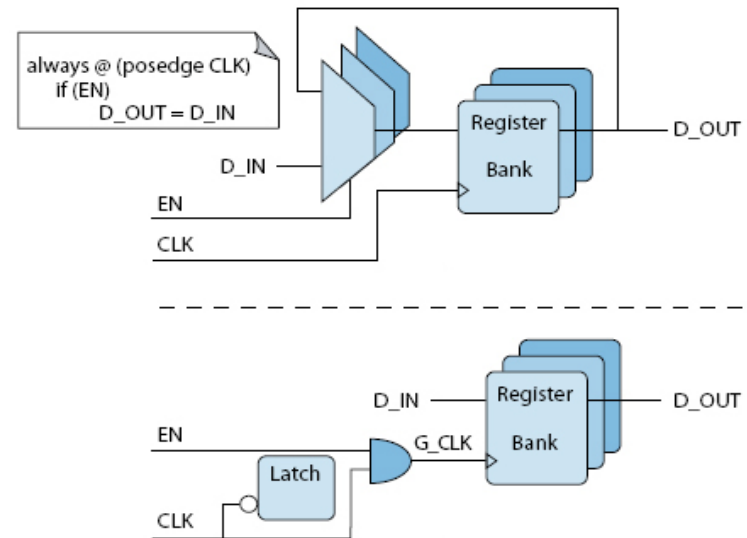 always @ (posedge CLK)
if (EN)
D_OUT = D_IN
Register
Bank
D_OUT
D_IN
EN
CLK
D_IN
Register
Bank
D_OUT
EN
G_CLK
Latch
CLK